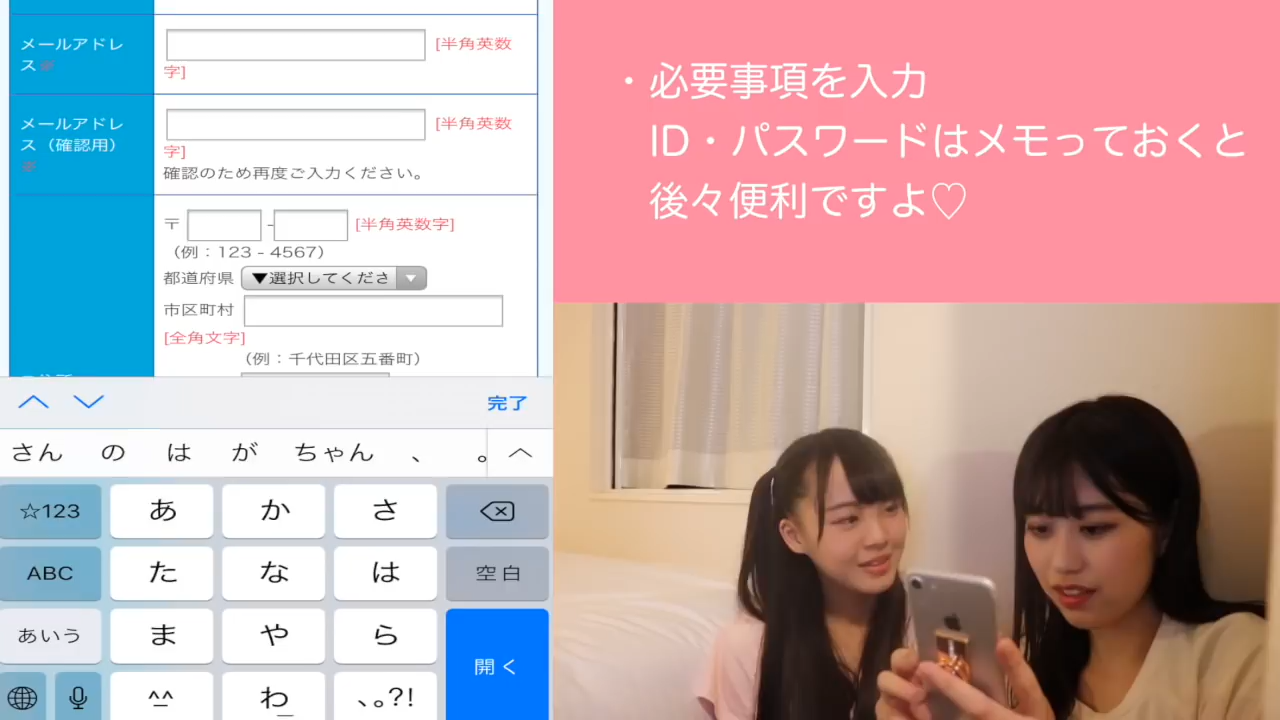 メールアドレ
ス※
[半角英数
字]
メールアドレ
ス（確認用）
※
[半角英数
字]
確認のため再度ご入力ください。
〒 - [半角英数字]
（例：123 - 4567）
都道府県 ▼選択してくださ
市区町村
[全角文字]
（例：千代田区五番町）
完了
さん の は が ちゃん 、 。
☆123 あ か さ
ABC た な は 空白
あいう ま や ら
開く
^^ わ 、。?!
・必要事項を入力
ID・パスワードはメモっておくと
後々便利ですよ♡